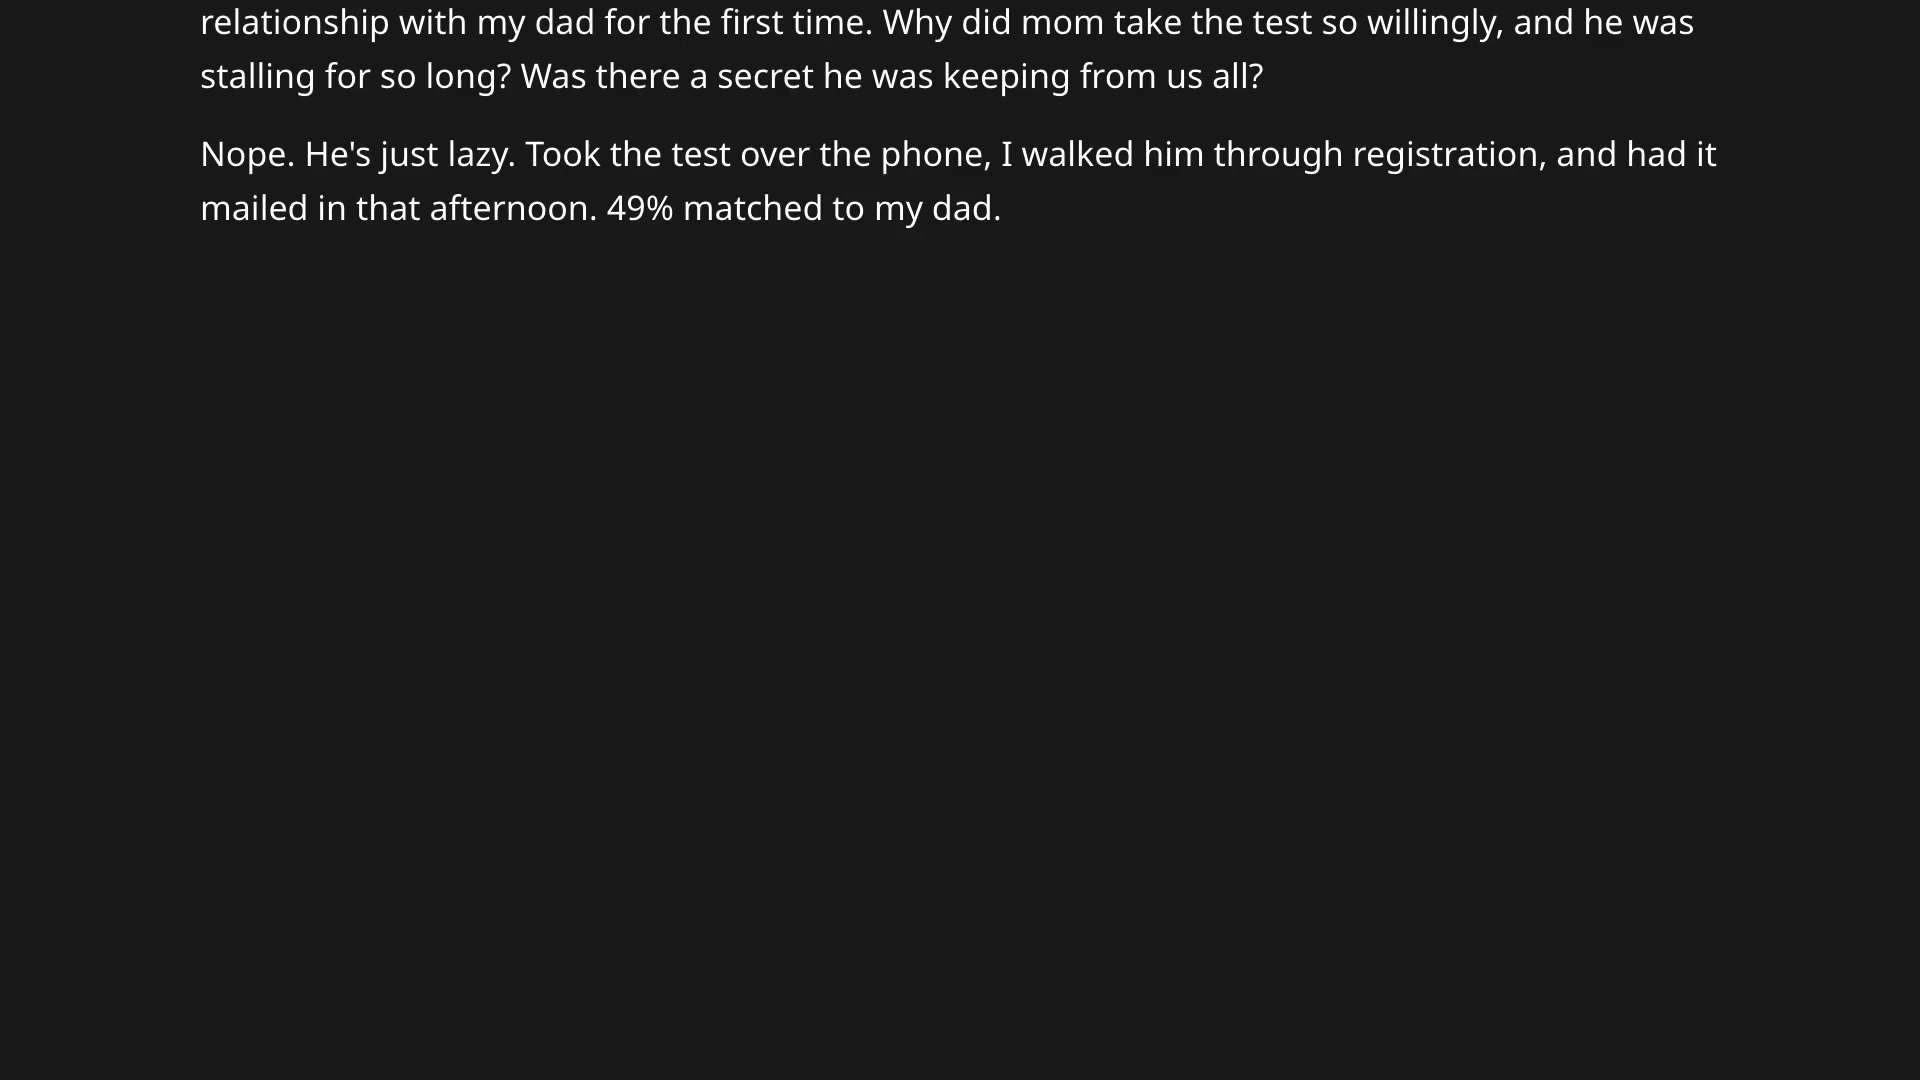 relationship with my dad for the first time. Why did mom take the test so willingly, and he was
stalling for so long? Was there a secret he was keeping from us all?
Nope. He's just lazy. Took the test over the phone, I walked him through registration, and had it
mailed in that afternoon. 49% matched to my dad.